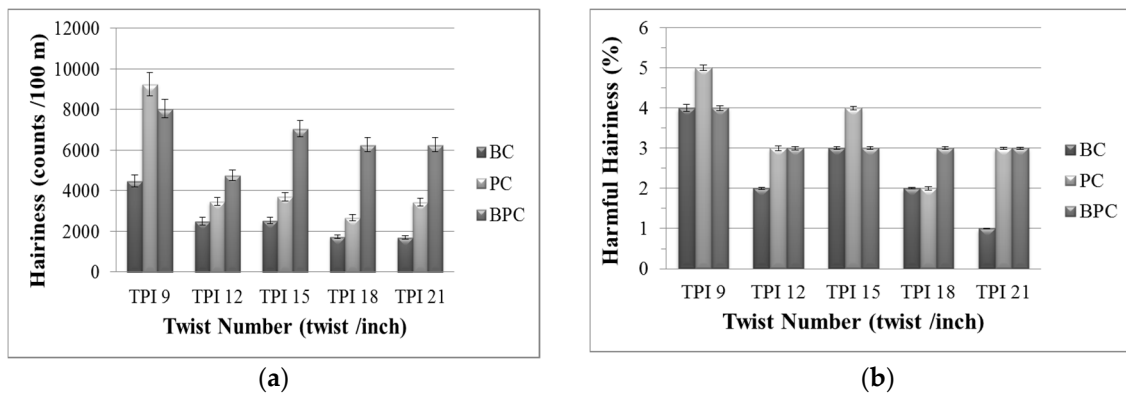 12000
10000
8000
6000
4000
2000
0
Hairiness (counts /100 m)
TPI 9 TPI 12 TPI 15 TPI 18 TPI 21
Twist Number (twist /inch)
BC
PC
BPC
(a)
6
5
4
3
2
1
0
Harmful Hairiness (%)
TPI 9 TPI 12 TPI 15 TPI 18 TPI 21
Twist Number (twist /inch)
BC
PC
BPC
(b)